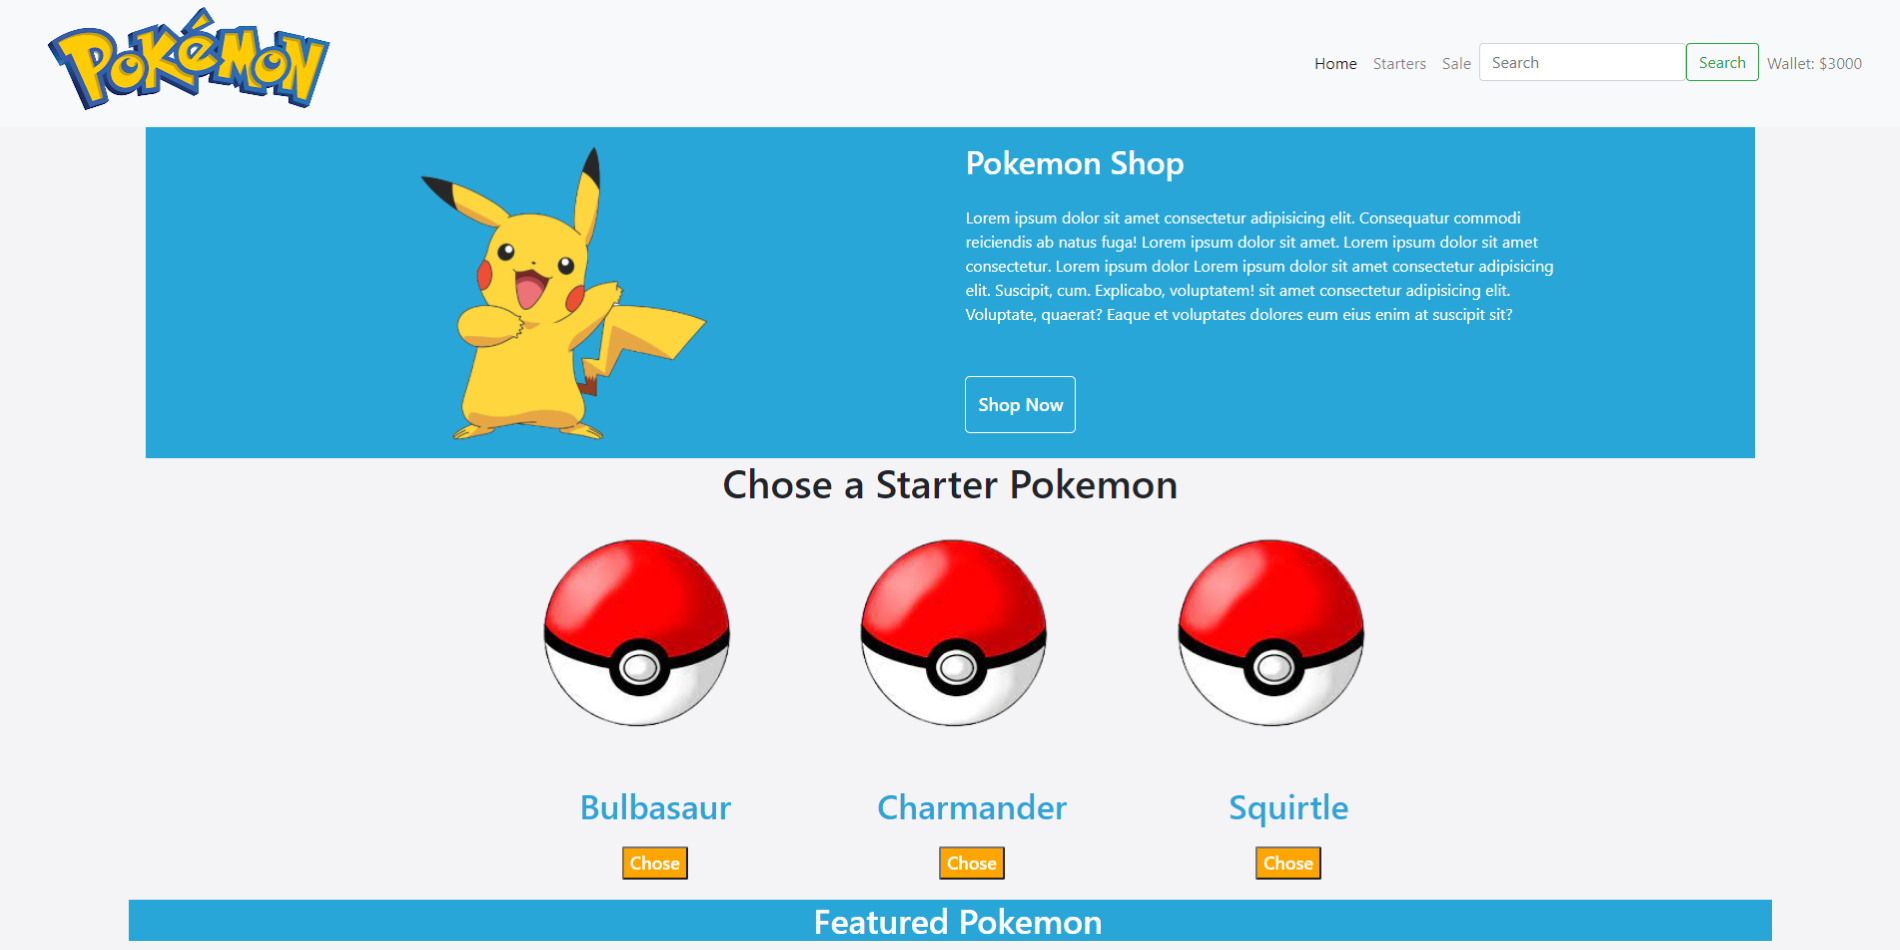 Pokémon
Home Starters Sale Search Search Wallet: $3000
Pokemon Shop
Lorem ipsum dolor sit amet consectetur adipisicing elit. Consequatur commodi
reiciendis ab natus fuga! Lorem ipsum dolor sit amet. Lorem ipsum dolor sit amet
consectetur. Lorem ipsum dolor Lorem ipsum dolor sit amet consectetur adipisicing
elit. Suscipit, cum. Explicabo, voluptatem! sit amet consectetur adipisicing elit.
Voluptate, quaerat? Eaque et voluptates dolores eum eius enim at suscipit sit?
Shop Now
Chose a Starter Pokemon
Bulbasaur Charmander Squirtle
Chose Chose Chose
Featured Pokemon